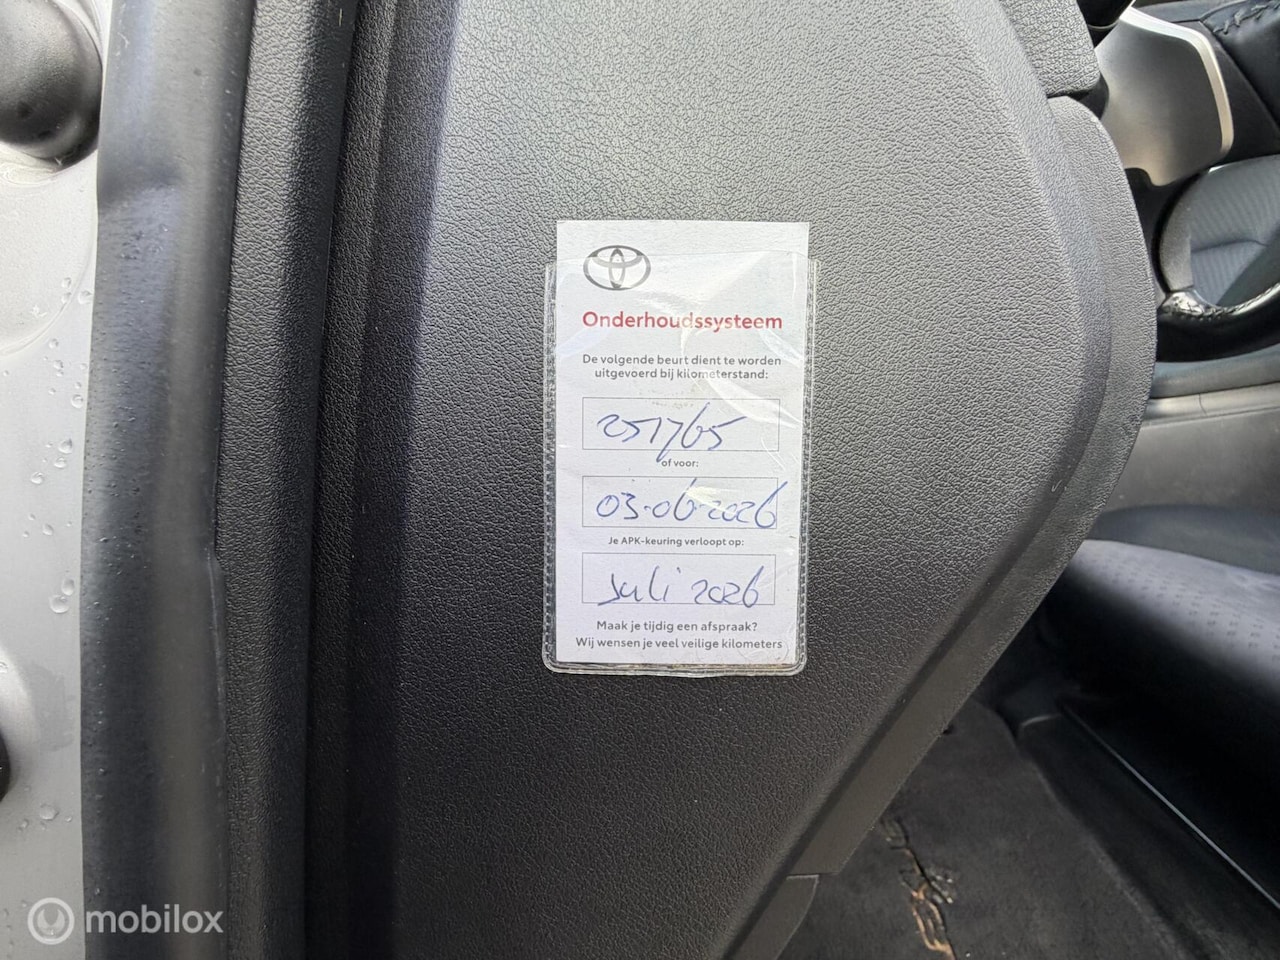 Onderhoudssysteem
De volgende beurt dient te worden
uitgevoerd bij kilometerstand:
251765
of voor:
03-06-2026
Je APK-keuring verloopt op:
Juli 2026
Maak je tijdig een afspraak?
Wij wensen je veel veilige kilometers
mobilox